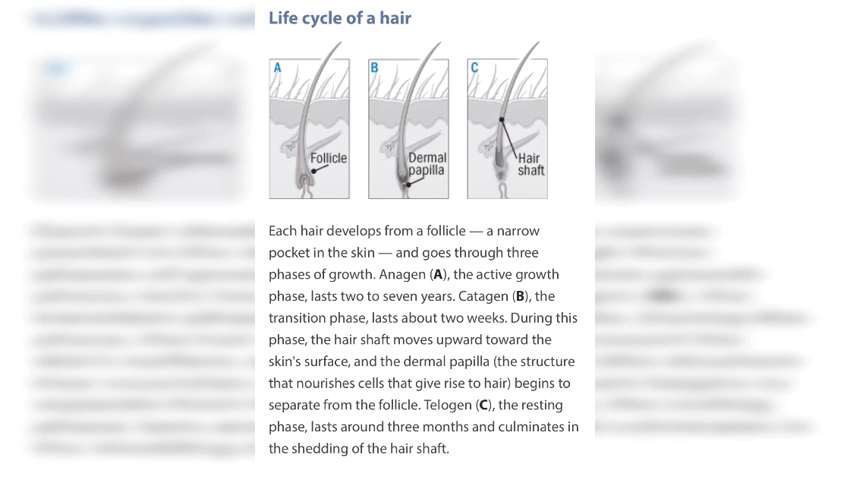 Life cycle of a hair
A
B
C
Follicle
Dermal
papilla
Hair
shaft
Each hair develops from a follicle — a narrow
pocket in the skin — and goes through three
phases of growth. Anagen (A), the active growth
phase, lasts two to seven years. Catagen (B), the
transition phase, lasts about two weeks. During this
phase, the hair shaft moves upward toward the
skin's surface, and the dermal papilla (the structure
that nourishes cells that give rise to hair) begins to
separate from the follicle. Telogen (C), the resting
phase, lasts around three months and culminates in
the shedding of the hair shaft.